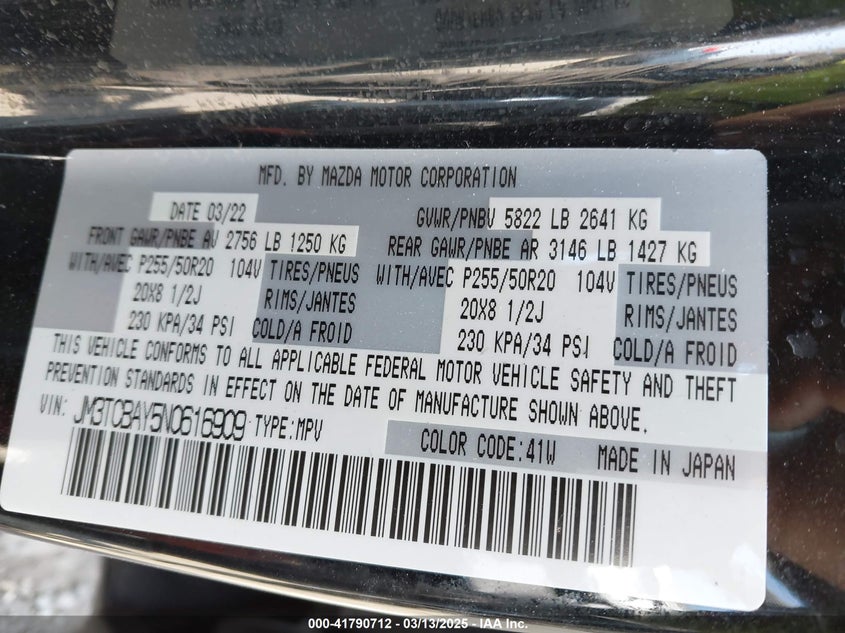 MFD. BY MAZDA MOTOR CORPORATION
DATE 03/22
GVWR/PNBV 5822 LB 2641 KG
FRONT GAWR/PNBE AV 2756 LB 1250 KG
REAR GAWR/PNBE AR 3146 LB 1427 KG
WITH/AVEC P255/50R20 104V TIRES/PNEUS
WITH/AVEC P255/50R20 104V TIRES/PNEUS
20X8 1/2J RIMS/JANTES
20X8 1/2J RIMS/JANTES
230 KPA/34 PSI COLD/A FROID
230 KPA/34 PSI COLD/A FROID
THIS VEHICLE CONFORMS TO ALL APPLICABLE FEDERAL MOTOR VEHICLE SAFETY AND THEFT
PREVENTION STANDARDS IN EFFECT ON THE DATE OF MANUFACTURE SHOWN ABOVE.
VIN: JM3TCBAY5N0616909 TYPE:MPV
COLOR CODE:41W MADE IN JAPAN
000-41790712 - 03/13/2025 - IAA, Inc.